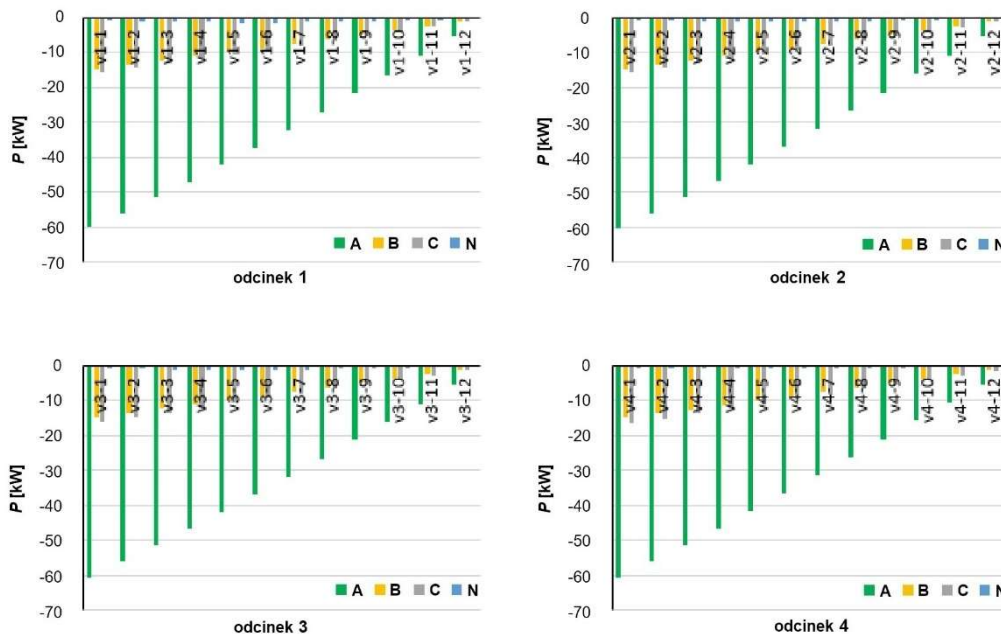 0
-10
-20
-30
-40
-50
-60
-70
P [kW]
v1-1
v1-2
v1-3
v1-4
v1-5
v1-6
v1-7
v1-8
v1-9
v1-10
v1-11
v1-12
A B C N
odcinek 1
0
-10
-20
-30
-40
-50
-60
-70
P [kW]
v2-1
v2-2
v2-3
v2-4
v2-5
v2-6
v2-7
v2-8
v2-9
v2-10
v2-11
v2-12
A B C N
odcinek 2
0
-10
-20
-30
-40
-50
-60
-70
P [kW]
v3-1
v3-2
v3-3
v3-4
v3-5
v3-6
v3-7
v3-8
v3-9
v3-10
v3-11
v3-12
A B C N
odcinek 3
0
-10
-20
-30
-40
-50
-60
-70
P [kW]
v4-1
v4-2
v4-3
v4-4
v4-5
v4-6
v4-7
v4-8
v4-9
v4-10
v4-11
v4-12
A B C N
odcinek 4